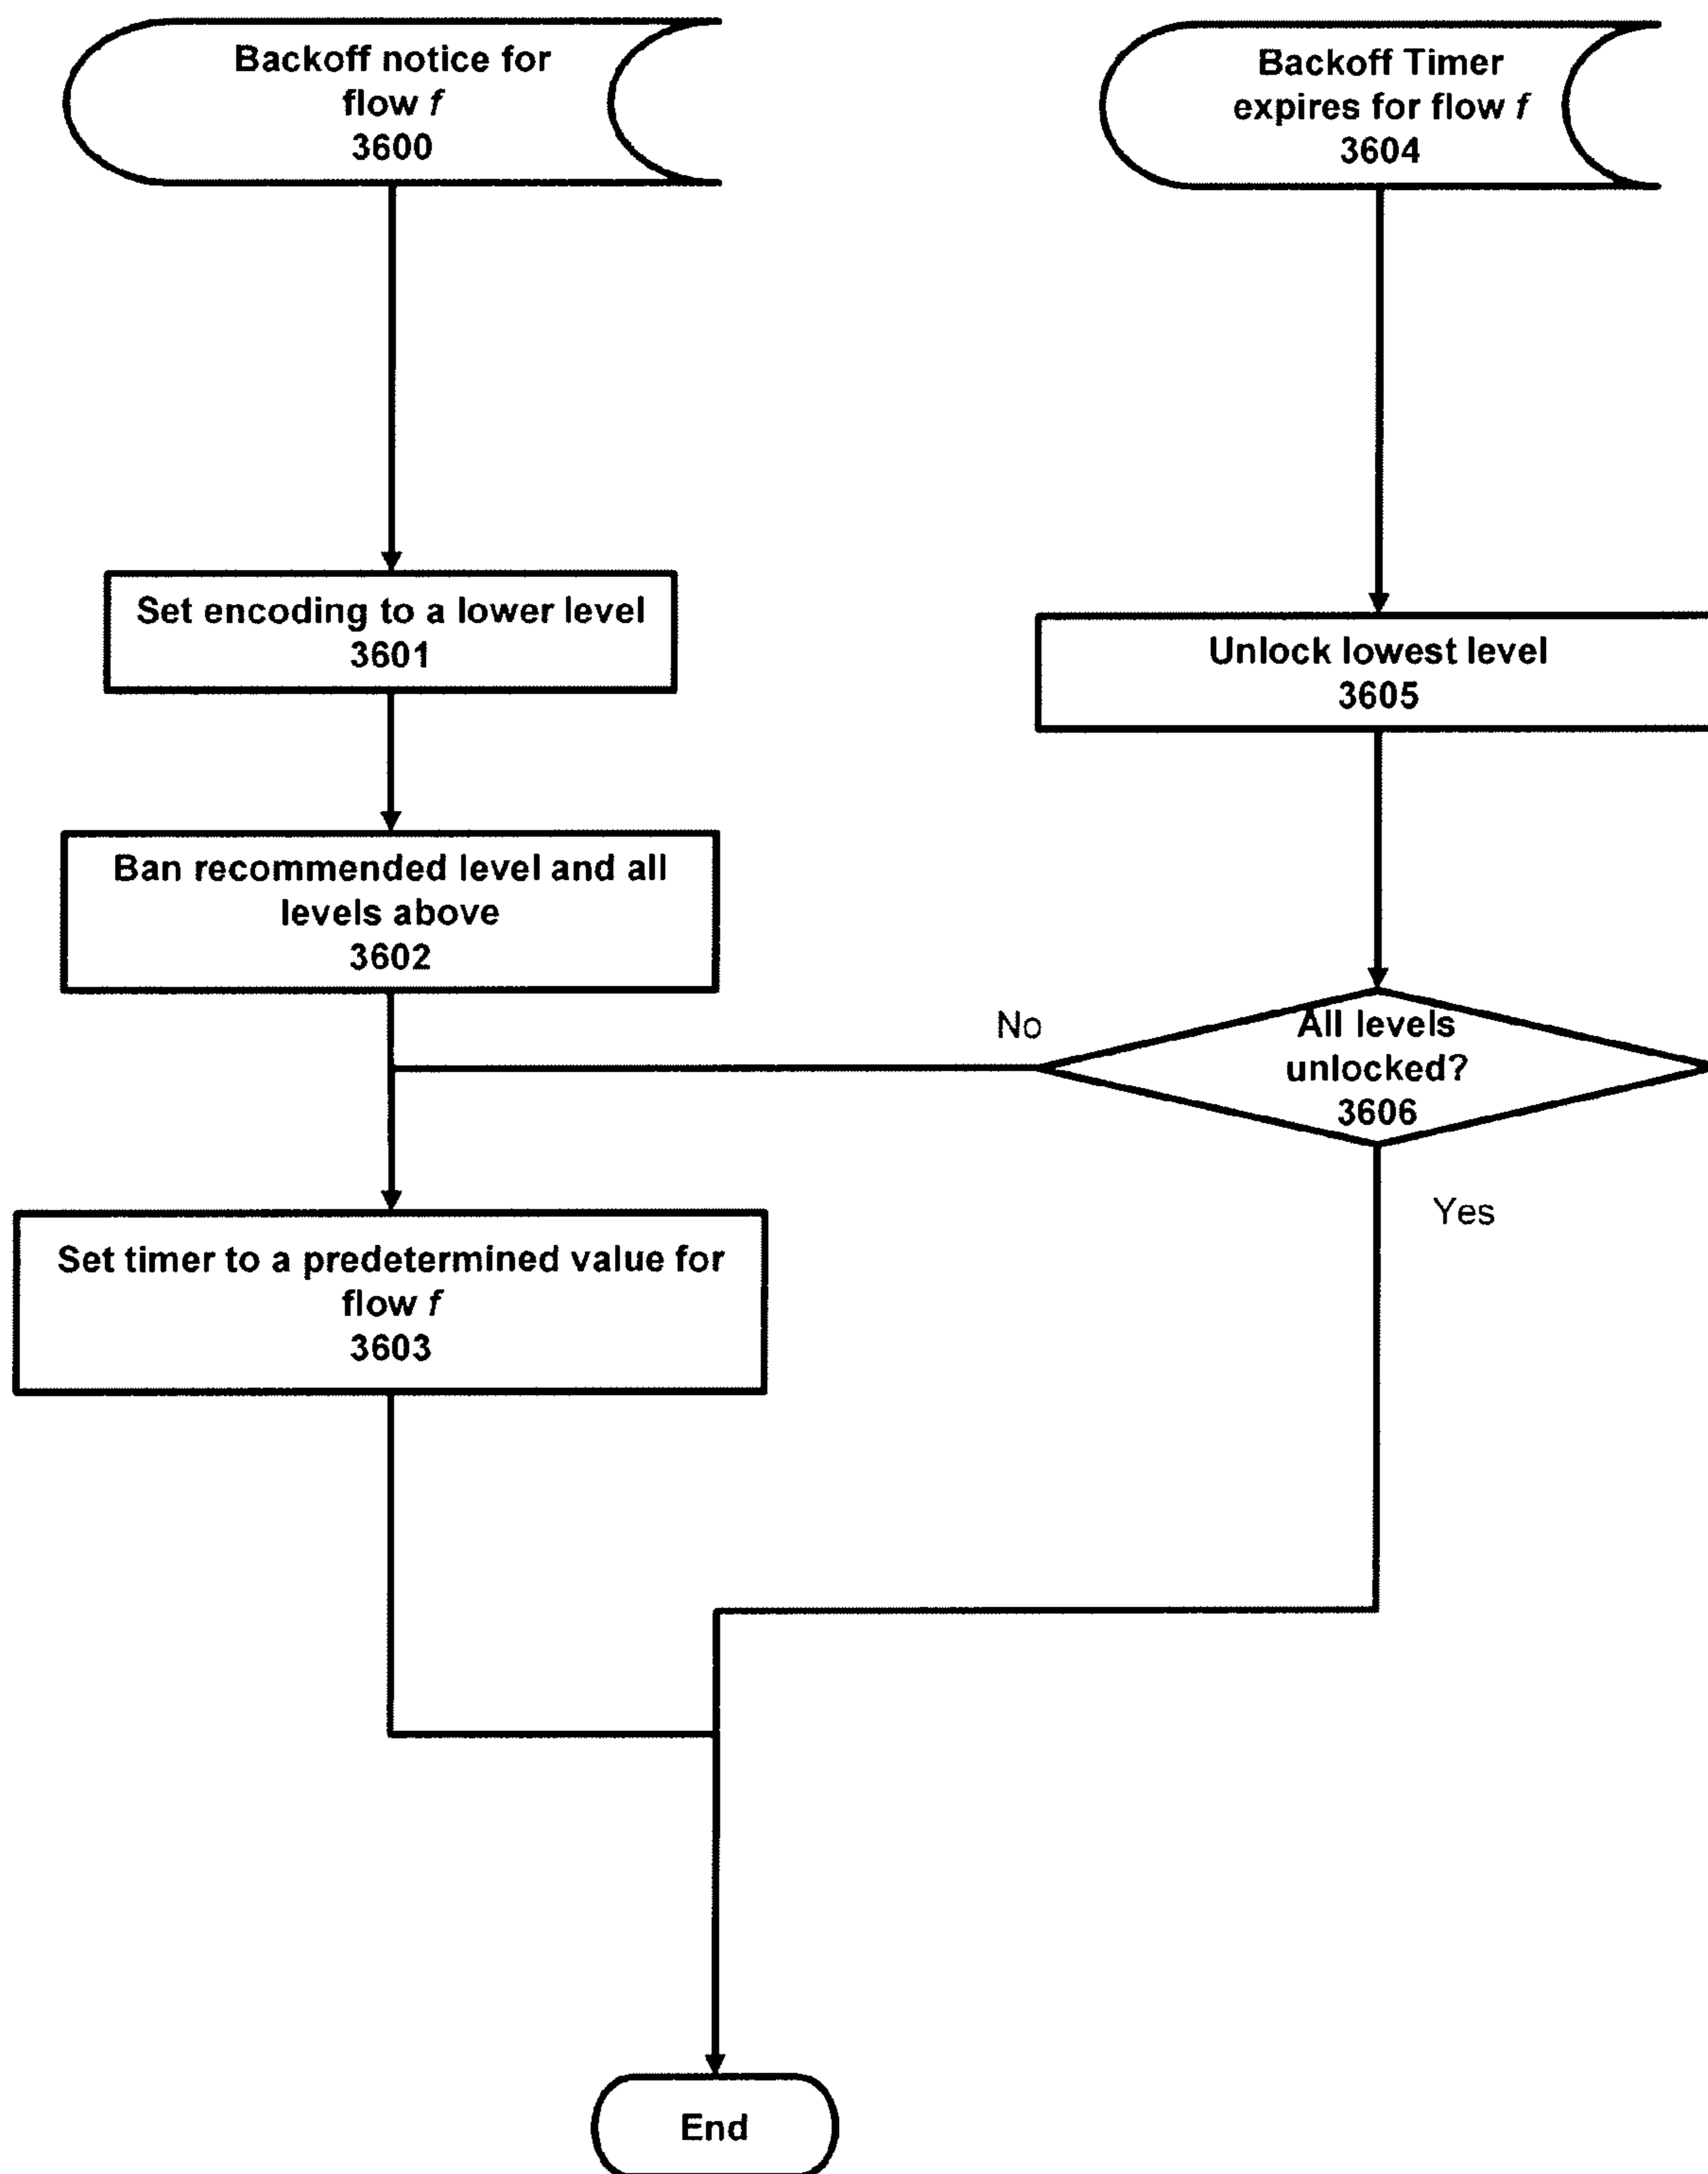 Backoff notice for
flow f
3600
Backoff Timer
expires for flow f
3604
Set encoding to a lower level
3601
Unlock lowest level
3605
Ban recommended level and all
levels above
3602
No
All levels
unlocked?
3606
Yes
Set timer to a predetermined value for
flow f
3603
End